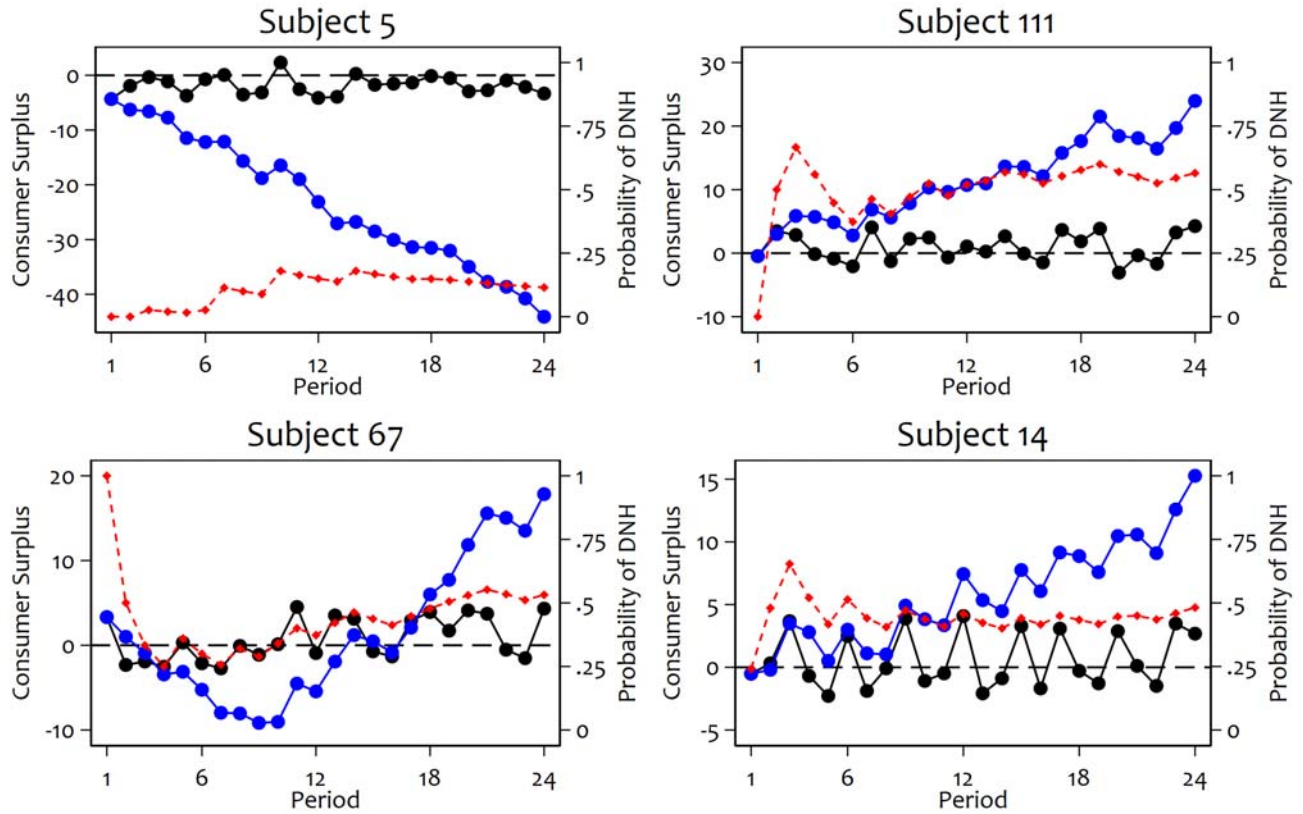 Subject 5
Consumer Surplus
0
-10
-20
-30
-40
1
.75
.5
.25
0
Probability of DNH
1 6 12 18 24
Period
Subject 111
Consumer Surplus
30
20
10
0
-10
1
.75
.5
.25
0
Probability of DNH
1 6 12 18 24
Period
Subject 67
Consumer Surplus
20
10
0
-10
1
.75
.5
.25
0
Probability of DNH
1 6 12 18 24
Period
Subject 14
Consumer Surplus
15
10
5
0
-5
1
.75
.5
.25
0
Probability of DNH
1 6 12 18 24
Period